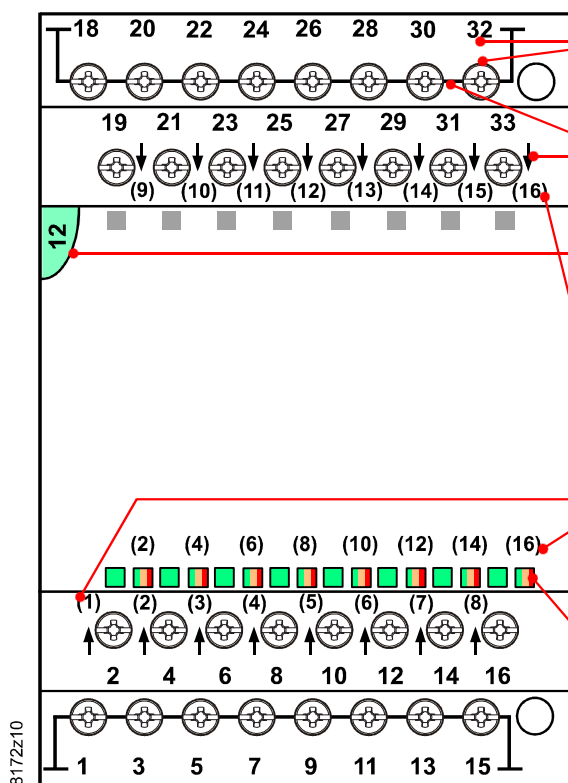 18 20 22 24 26 28 30 32
19 21 23 25 27 29 31 33
(9) (10) (11) (12) (13) (14) (15) (16)
12
(2) (4) (6) (8) (10) (12) (14) (16)
(1) (2) (3) (4) (5) (6) (7) (8)
2 4 6 8 10 12 14 16
1 3 5 7 9 11 13 15
8172z10